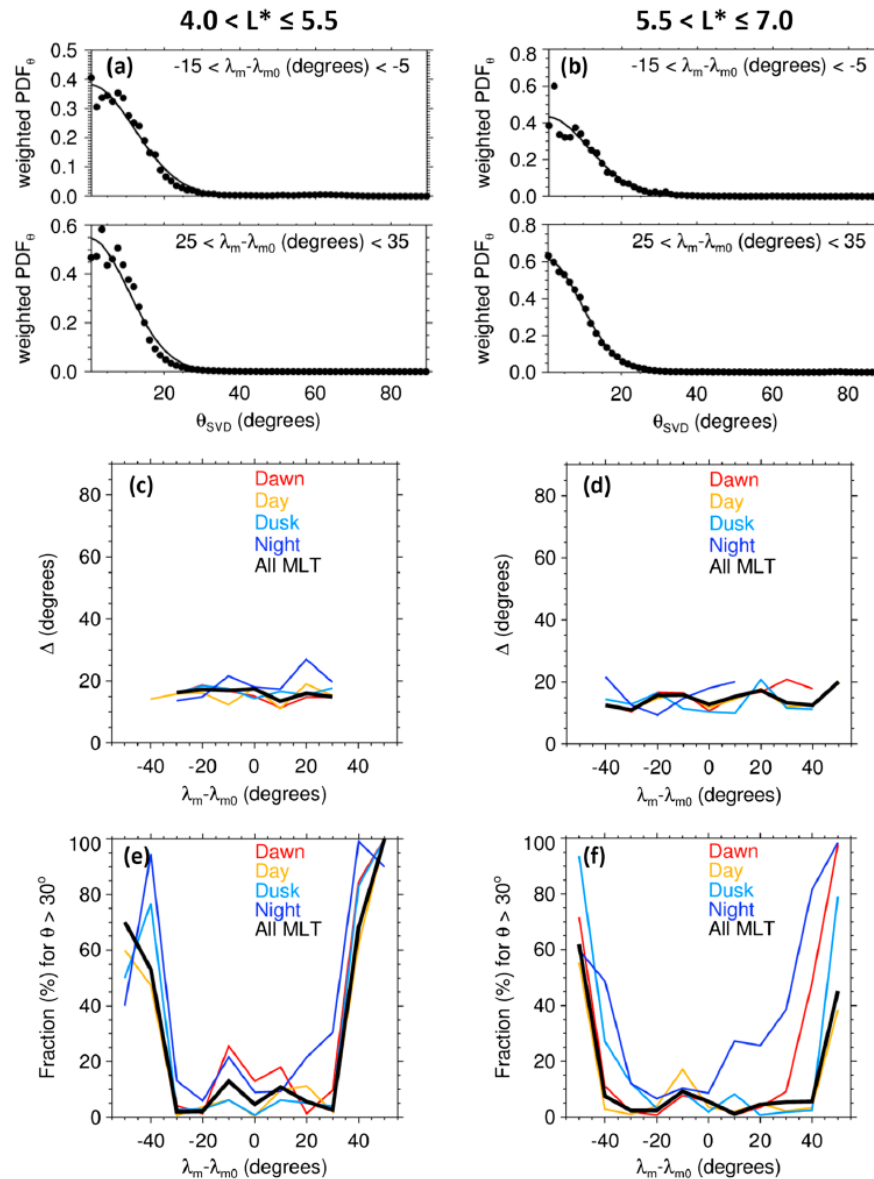 4.0 < L* ≤ 5.5
5.5 < L* ≤ 7.0
(a)
-15 < λm-λm0 (degrees) < -5
weighted PDFθ
0.5
0.4
0.3
0.2
0.1
0.0
25 < λm-λm0 (degrees) < 35
weighted PDFθ
0.6
0.4
0.2
0.0
20 40 60 80
θSVD (degrees)
(b)
-15 < λm-λm0 (degrees) < -5
weighted PDFθ
0.8
0.6
0.4
0.2
0.0
25 < λm-λm0 (degrees) < 35
weighted PDFθ
0.8
0.6
0.4
0.2
0.0
20 40 60 80
θSVD (degrees)
(c)
Dawn
Day
Dusk
Night
All MLT
Δ (degrees)
80
60
40
20
0
-40 -20 0 20 40
λm-λm0 (degrees)
(d)
Dawn
Day
Dusk
Night
All MLT
Δ (degrees)
80
60
40
20
0
-40 -20 0 20 40
λm-λm0 (degrees)
(e)
Dawn
Day
Dusk
Night
All MLT
Fraction (%) for θ > 30°
100
80
60
40
20
0
-40 -20 0 20 40
λm-λm0 (degrees)
(f)
Dawn
Day
Dusk
Night
All MLT
Fraction (%) for θ > 30°
100
80
60
40
20
0
-40 -20 0 20 40
λm-λm0 (degrees)